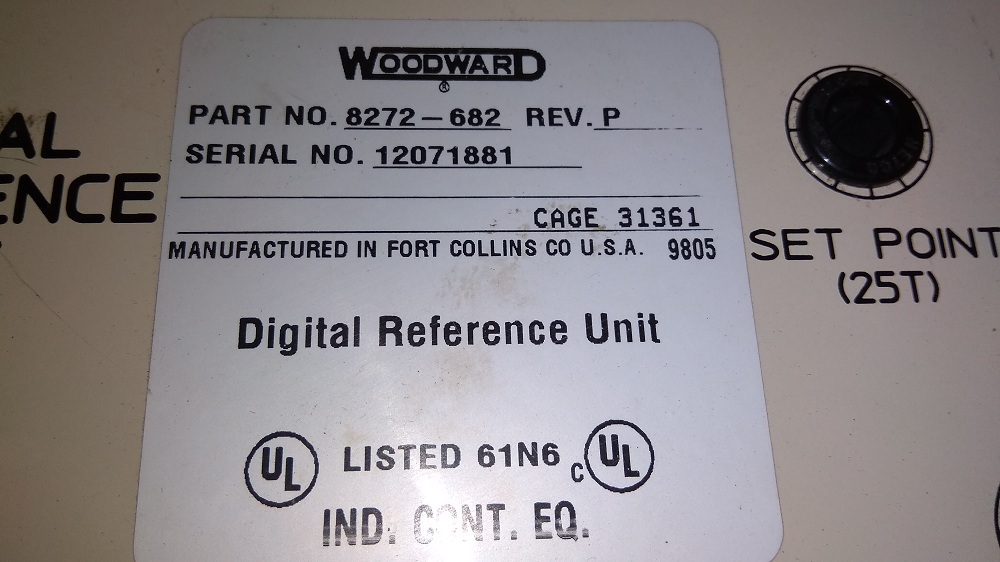 WOODWARD
®
PART NO. 8272-682 REV. P
SERIAL NO. 12071881
CAGE 31361
MANUFACTURED IN FORT COLLINS CO U.S.A. 9805
Digital Reference Unit
UL LISTED 61N6 C UL
IND. CONT. EQ.
AL
ENCE
SET POINT
(25T)